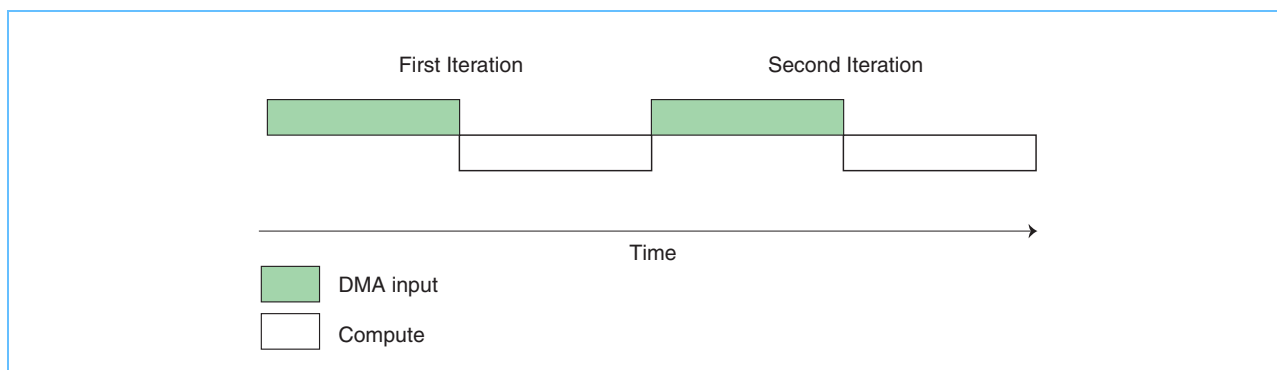 First Iteration
Second Iteration
Time
DMA input
Compute